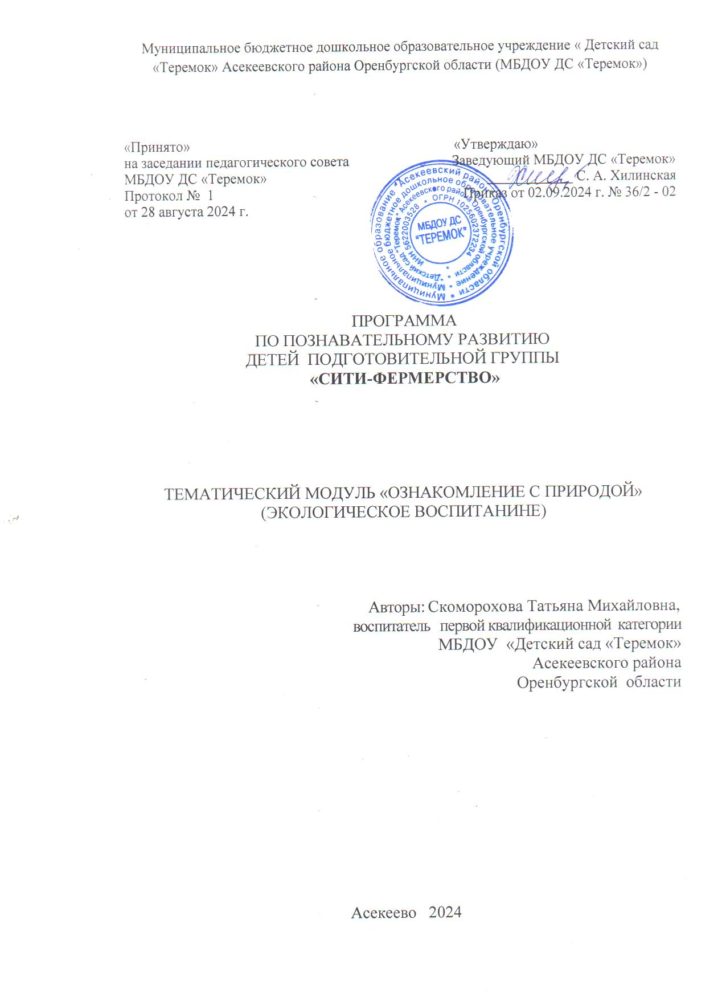 Муниципальное бюджетное дошкольное образовательное учреждение « Детский сад
«Теремок» Асекеевского района Оренбургской области (МБДОУ ДС «Теремок»)
«Принято»
на заседании педагогического совета
МБДОУ ДС «Теремок»
Протокол № 1
от 28 августа 2024 г.
«Утверждаю»
Заведующий МБДОУ ДС «Теремок»
С. А. Хилинская
Приказ от 02.09.2024 г. № 36/2 - 02
* Муниципальное образование "Асекеевский район" Оренбургской области
* Муниципальное бюджетное дошкольное образовательное учреждение
* "Детский сад "Теремок" Асекеевского района Оренбургской области
ИНН 5622003528 * ОГРН 1025602372234 *
МБДОУ ДС
"ТЕРЕМОК"
ПРОГРАММА
ПО ПОЗНАВАТЕЛЬНОМУ РАЗВИТИЮ
ДЕТЕЙ ПОДГОТОВИТЕЛЬНОЙ ГРУППЫ
«СИТИ-ФЕРМЕРСТВО»
ТЕМАТИЧЕСКИЙ МОДУЛЬ «ОЗНАКОМЛЕНИЕ С ПРИРОДОЙ»
(ЭКОЛОГИЧЕСКОЕ ВОСПИТАНИНЕ)
Авторы: Скоморохова Татьяна Михайловна,
воспитатель первой квалификационной категории
МБДОУ «Детский сад «Теремок»
Асекеевского района
Оренбургской области
Асекеево 2024